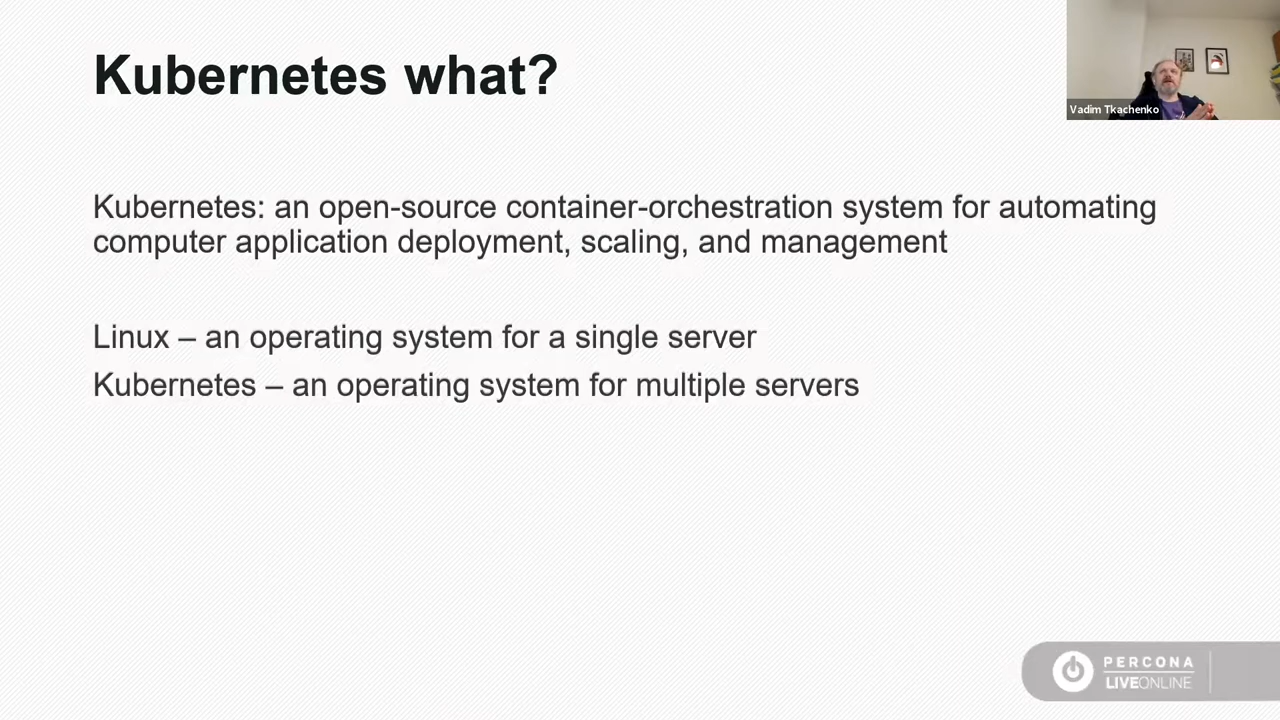 Kubernetes what?
Vadim Tkachenko
Kubernetes: an open-source container-orchestration system for automating
computer application deployment, scaling, and management
Linux – an operating system for a single server
Kubernetes – an operating system for multiple servers
PERCONA
LIVEONLINE